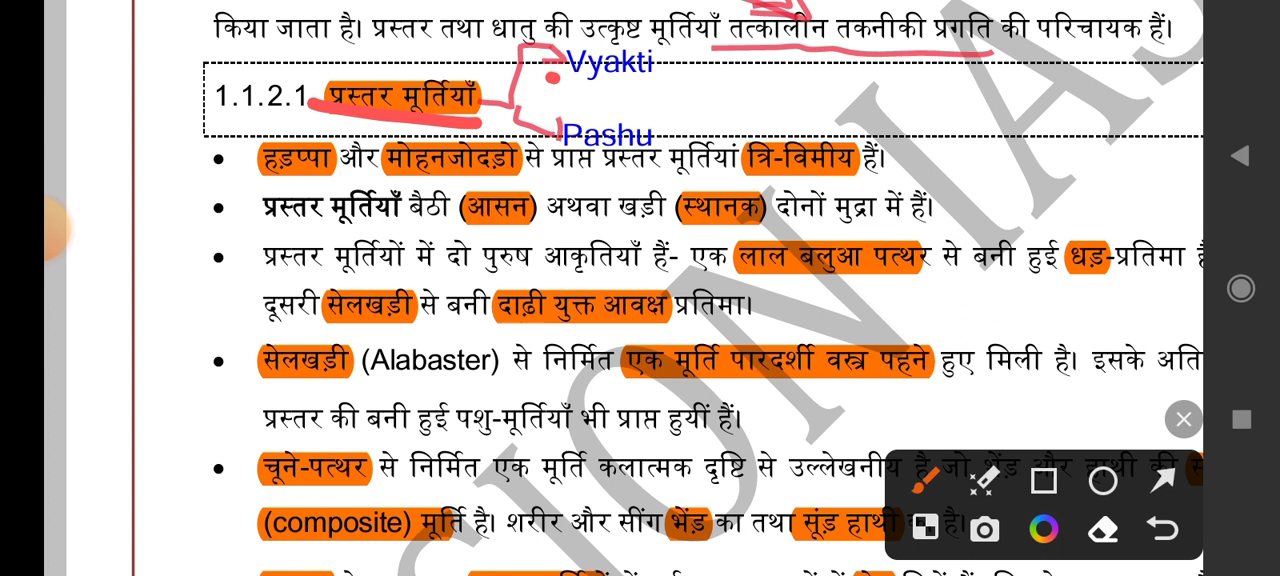 किया जाता है। प्रस्तर तथा धातु की उत्कृष्ट मूर्तियाँ तत्कालीन तकनीकी प्रगति की परिचायक हैं।
Vyakti
1.1.2.1 प्रस्तर मूर्तियाँ
Pashu
• हड़प्पा और मोहनजोदड़ो से प्राप्त प्रस्तर मूर्तियां त्रि-विमीय हैं।
• प्रस्तर मूर्तियाँ बैठी (आसन) अथवा खड़ी (स्थानक) दोनों मुद्रा में हैं।
• प्रस्तर मूर्तियों में दो पुरुष आकृतियाँ हैं- एक लाल बलुआ पत्थर से बनी हुई धड़-प्रतिमा
दूसरी सेलखड़ी से बनी दाढ़ी युक्त आवक्ष प्रतिमा।
• सेलखड़ी (Alabaster) से निर्मित एक मूर्ति पारदर्शी वस्त्र पहने हुए मिली है। इसके अति
प्रस्तर की बनी हुई पशु-मूर्तियाँ भी प्राप्त हुयीं हैं।
• चूने-पत्थर से निर्मित एक मूर्ति कलात्मक दृष्टि से उल्लेखनीय है जो भेंड़ और हाथी की
(composite) मूर्ति है। शरीर और सींग भेंड़ का तथा सूंड़ हाथी का है।
SION IAS